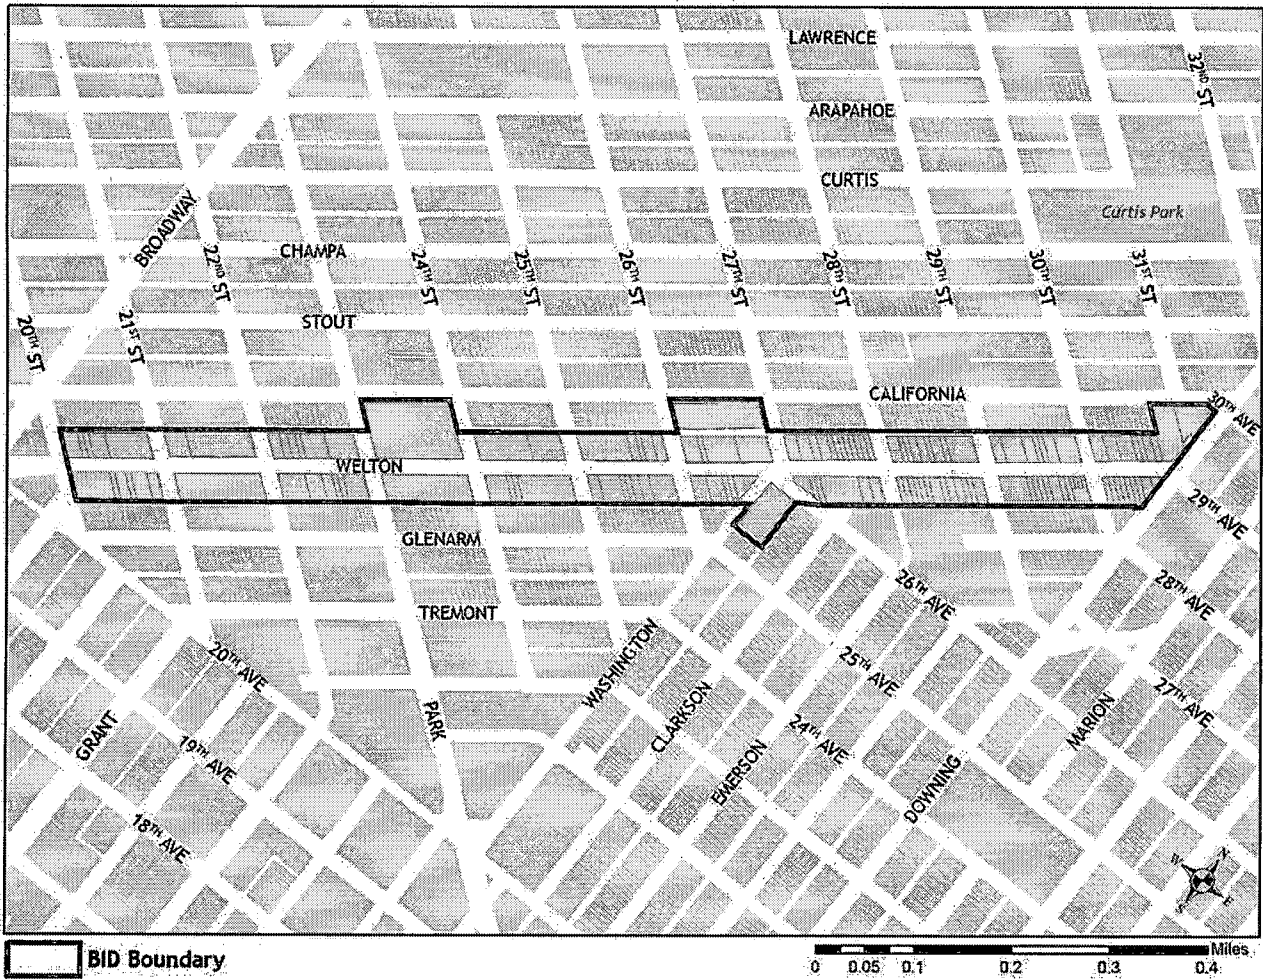 LAWRENCE
32ND ST
ARAPAHOE
CURTIS
Curtis Park
BROADWAY
22ND ST
CHAMPA
24TH ST
25TH ST
26TH ST
27TH ST
28TH ST
29TH ST
30TH ST
31ST ST
20TH ST
21ST ST
STOUT
CALIFORNIA
30TH AVE
WELTON
29TH AVE
GLENARM
26TH AVE
28TH AVE
TREMONT
WASHINGTON
20TH AVE
25TH AVE
27TH AVE
GRANT
PARK
CLARKSON
MARION
19TH AVE
24TH AVE
EMERSON
DOWNING
18TH AVE
N
W
E
S
BID Boundary
Miles
0 0.05 0.1 0.2 0.3 0.4